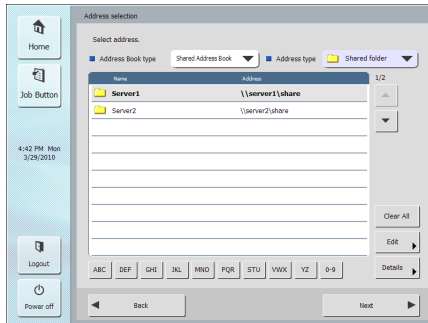 Address selection
Home
Select address.
Address Book type
Shared Address Book
Address type
Shared folder
Name
Address
1/2
Server1
\\server1\share
Server2
\\server2\share
Job Button
4:42 PM Mon
3/29/2010
Clear All
Edit
Details
ABC
DEF
GHI
JKL
MNO
PQR
STU
VWX
YZ
0-9
Logout
Power off
Back
Next